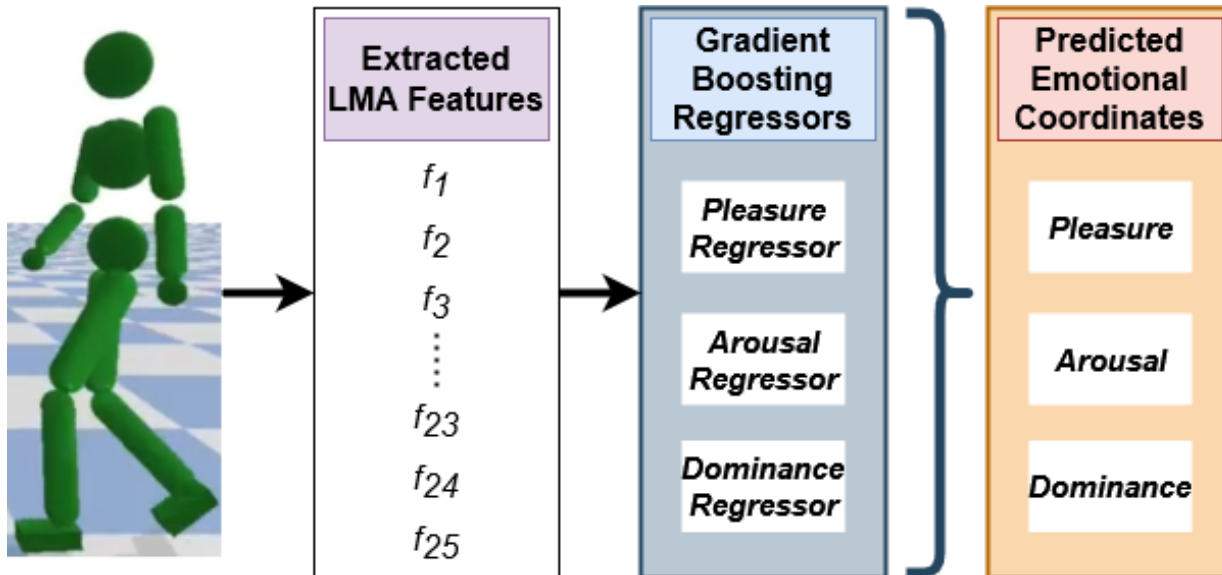 Extracted
LMA Features
f1
f2
f3
f23
f24
f25
Gradient
Boosting
Regressors
Pleasure
Regressor
Arousal
Regressor
Dominance
Regressor
Predicted
Emotional
Coordinates
Pleasure
Arousal
Dominance